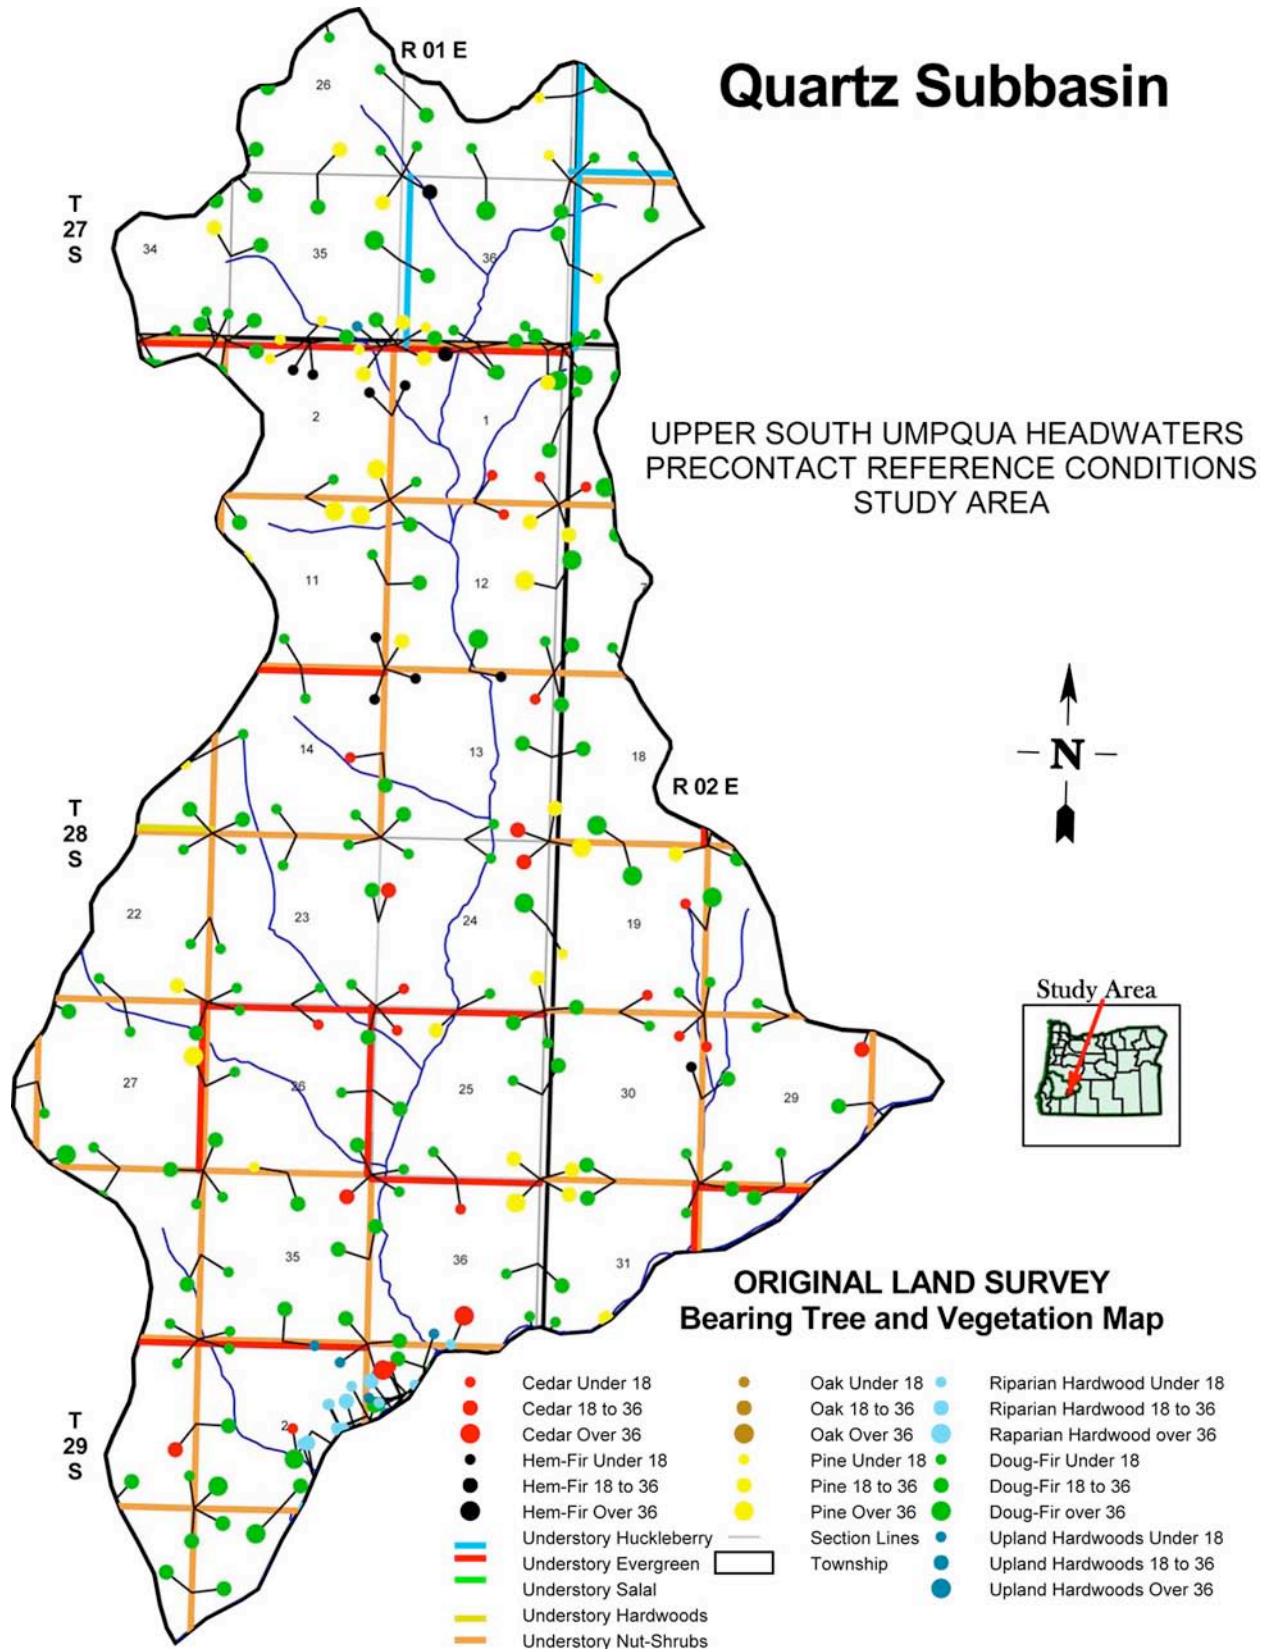 R 01 E
Quartz Subbasin
26
T
27
S
34
35
36
2
1
UPPER SOUTH UMPQUA HEADWATERS
PRECONTACT REFERENCE CONDITIONS
STUDY AREA
11
12
7
14
13
18
N
R 02 E
T
28
S
22
23
24
19
Study Area
27
26
25
30
29
35
36
31
ORIGINAL LAND SURVEY
Bearing Tree and Vegetation Map
T
29
S
2
Cedar Under 18
Cedar 18 to 36
Cedar Over 36
Hem-Fir Under 18
Hem-Fir 18 to 36
Hem-Fir Over 36
Understory Huckleberry
Understory Evergreen
Understory Salal
Understory Hardwoods
Understory Nut-Shrubs
Oak Under 18
Oak 18 to 36
Oak Over 36
Pine Under 18
Pine 18 to 36
Pine Over 36
Section Lines
Township
Riparian Hardwood Under 18
Riparian Hardwood 18 to 36
Raparian Hardwood over 36
Doug-Fir Under 18
Doug-Fir 18 to 36
Doug-Fir over 36
Upland Hardwoods Under 18
Upland Hardwoods 18 to 36
Upland Hardwoods Over 36